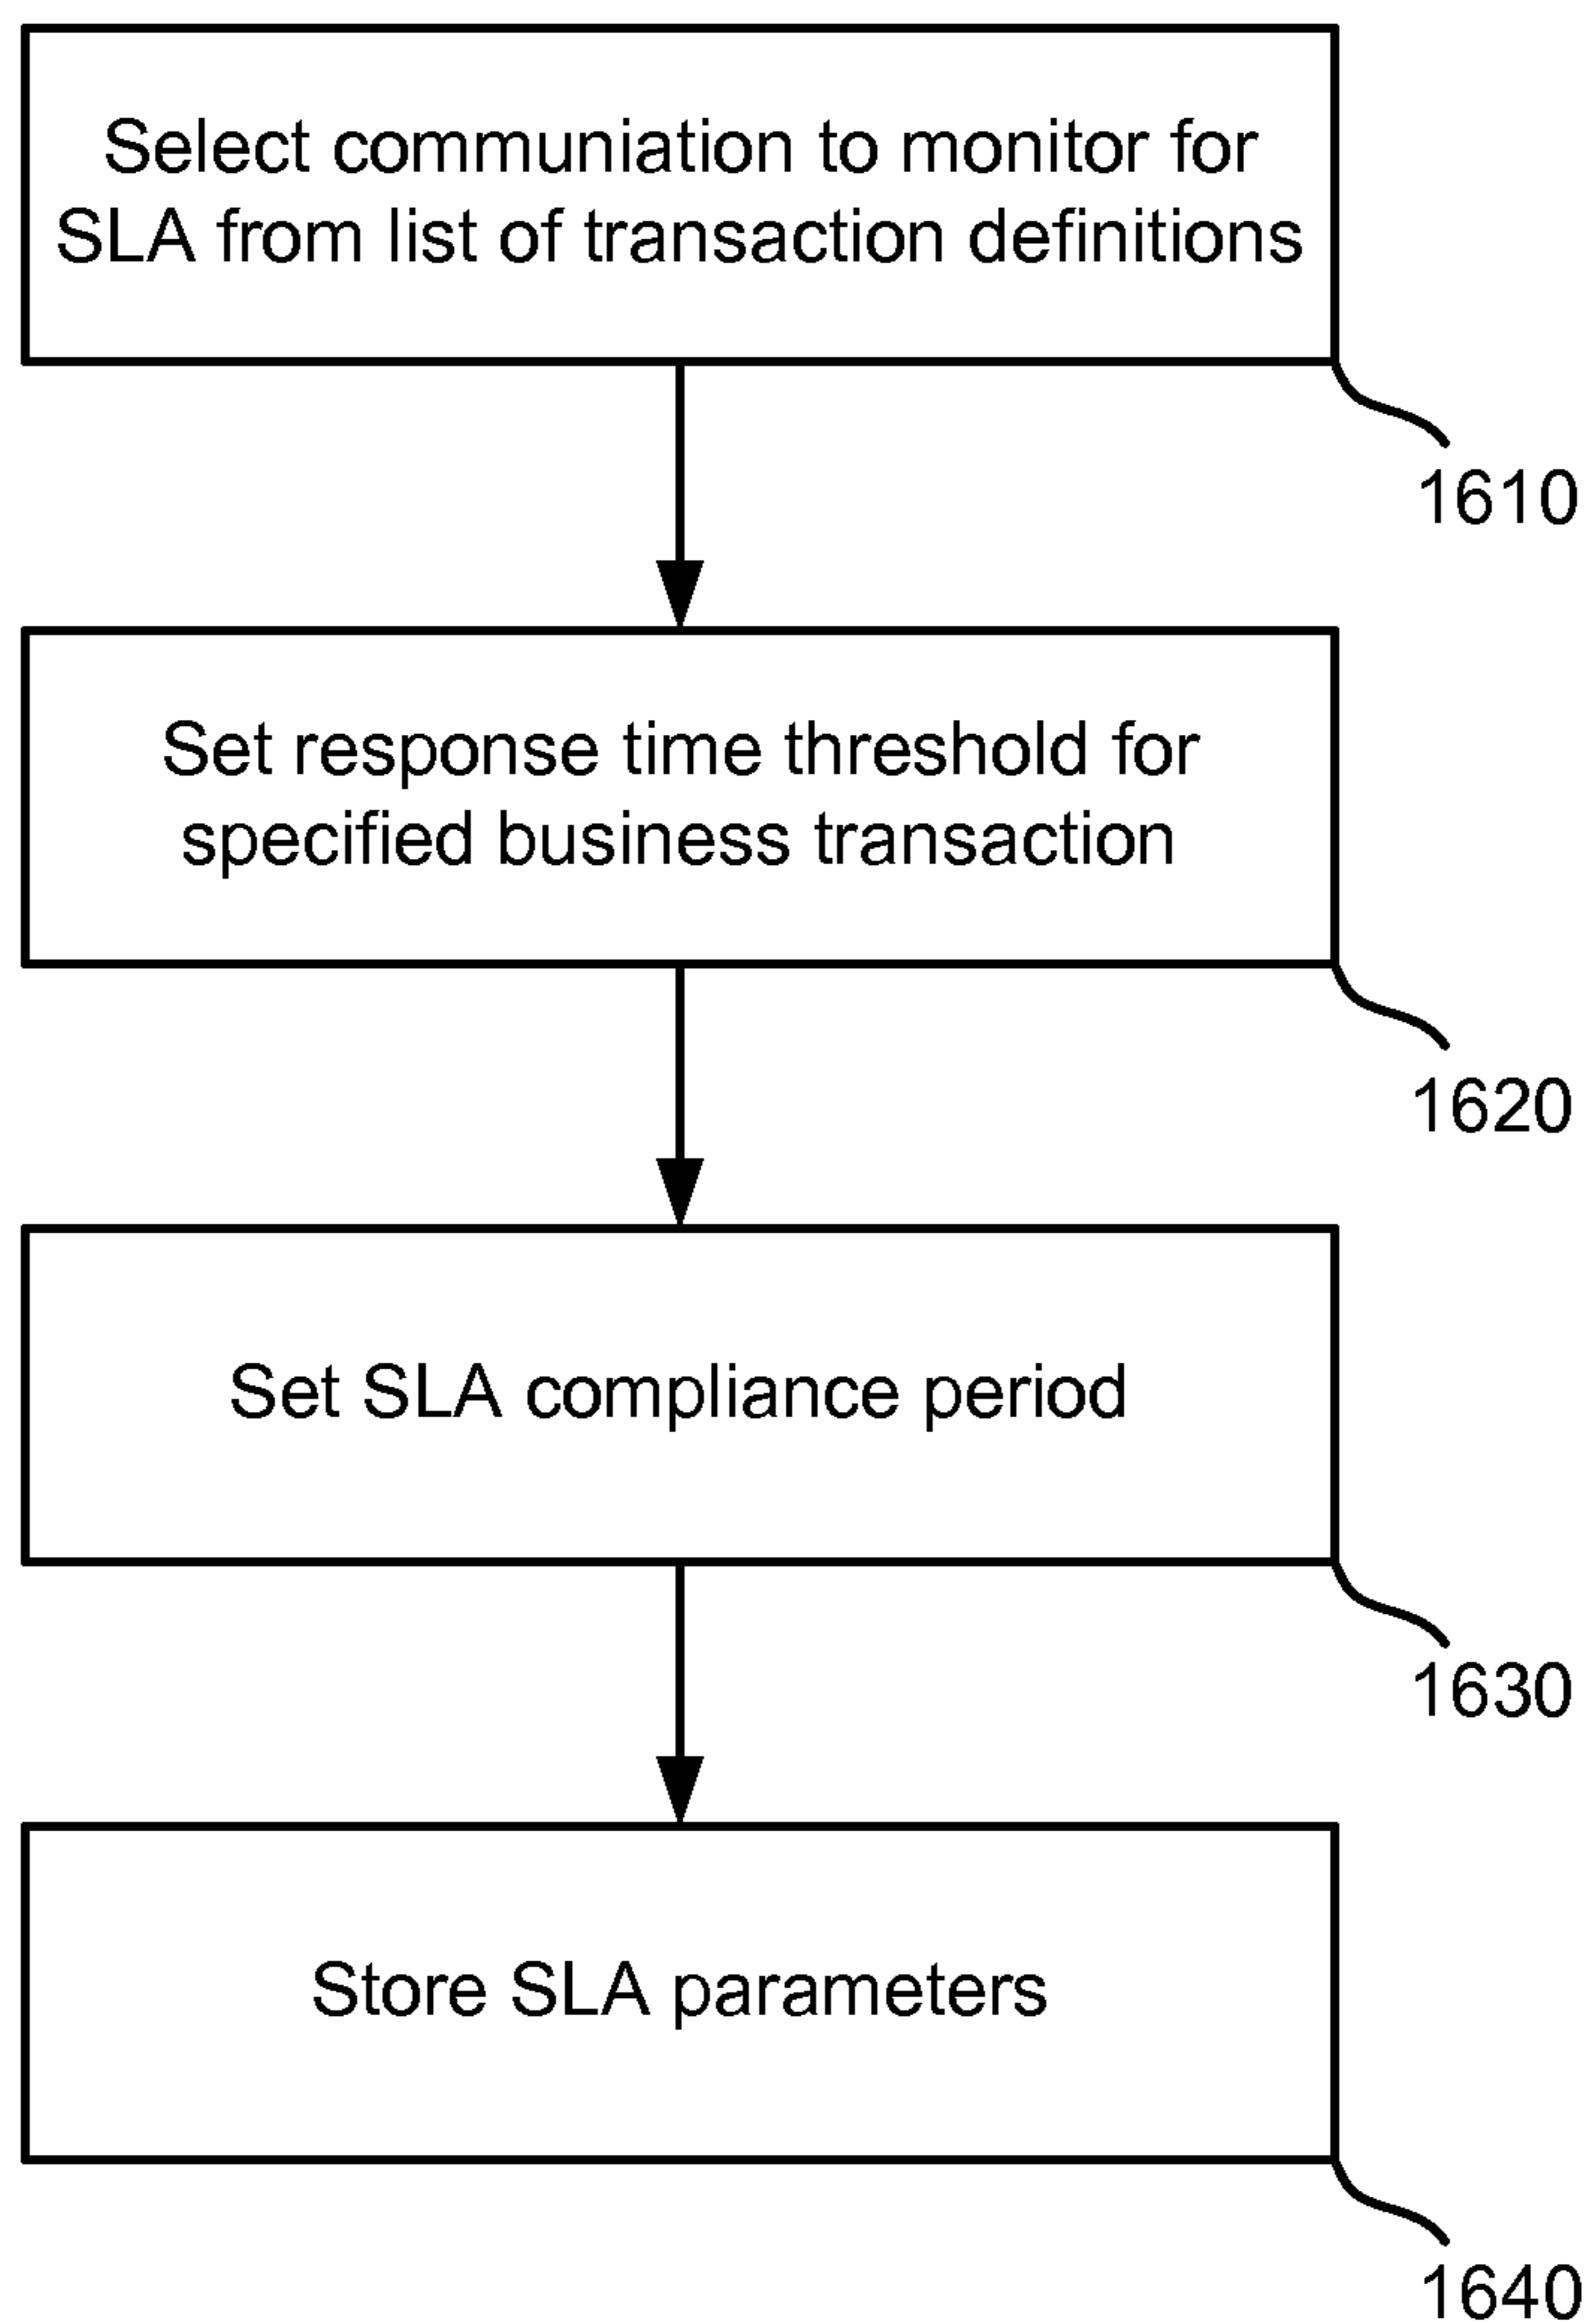 Select communiation to monitor for
SLA from list of transaction definitions
1610
Set response time threshold for
specified business transaction
1620
Set SLA compliance period
1630
Store SLA parameters
1640